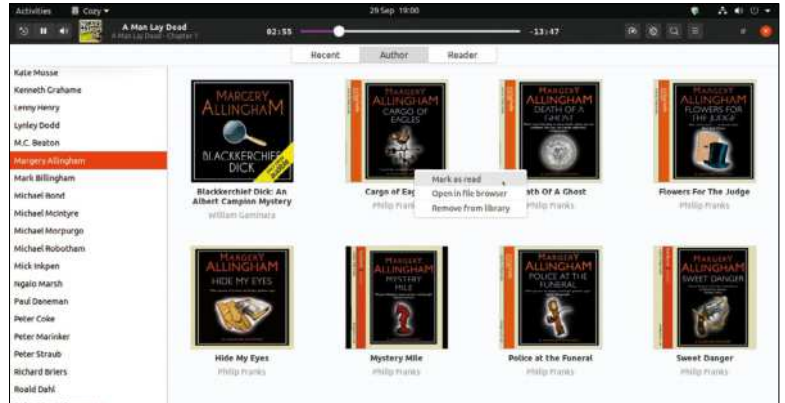 Activities Cozy 29 Sep 19:00
A Man Lay Dead
A Man Lay Dead - Chapter 1
02:55 -13:47
Recent Author Reader
Kate Mosse
Kenneth Grahame
Lenny Henry
Lynley Dodd
M.C. Beaton
Margery Allingham
Mark Billingham
Michael Bond
Michael McIntyre
Michael Morpurgo
Michael Robotham
Mick Inkpen
Ngaio Marsh
Paul Daneman
Peter Coke
Peter Marinker
Peter Straub
Richard Briers
Roald Dahl
MARGERY
ALLINGHAM
BLACKKERCHIEF
DICK
Blackkerchief Dick: An
Albert Campion Mystery
William Gaminara
MARGERY
ALLINGHAM
CARGO OF
EAGLES
Cargo of Eag
Philip Frank
MARGERY
ALLINGHAM
DEATH OF A
GHOST
ath Of A Ghost
Philip Franks
MARGERY
ALLINGHAM
FLOWERS FOR
THE JUDGE
Flowers For The Judge
Philip Franks
Mark as read
Open in file browser
Remove from library
MARGERY
ALLINGHAM
HIDE MY EYES
Hide My Eyes
Philip Franks
MARGERY
ALLINGHAM
MYSTERY
MILE
Mystery Mile
Philip Franks
MARGERY
ALLINGHAM
POLICE AT THE
FUNERAL
Police at the Funeral
Philip Franks
MARGERY
ALLINGHAM
SWEET DANGER
Sweet Danger
Philip Franks